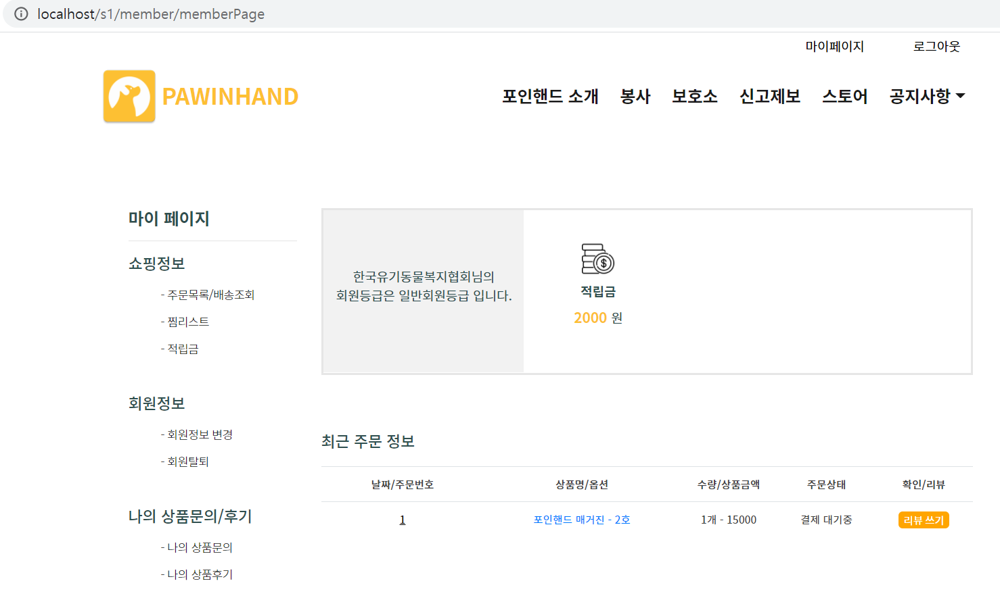 localhost/s1/member/memberPage
마이페이지 로그아웃
PAWINHAND
포인핸드 소개 봉사 보호소 신고제보 스토어 공지사항
마이 페이지
쇼핑정보
- 주문목록/배송조회
- 찜리스트
- 적립금
회원정보
- 회원정보 변경
- 회원탈퇴
나의 상품문의/후기
- 나의 상품문의
- 나의 상품후기
한국유기동물복지협회님의
회원등급은 일반회원등급 입니다.
적립금
2000 원
최근 주문 정보
날짜/주문번호 상품명/옵션 수량/상품금액 주문상태 확인/리뷰
1 포인핸드 매거진 - 2호 1개 - 15000 결제 대기중 리뷰 쓰기